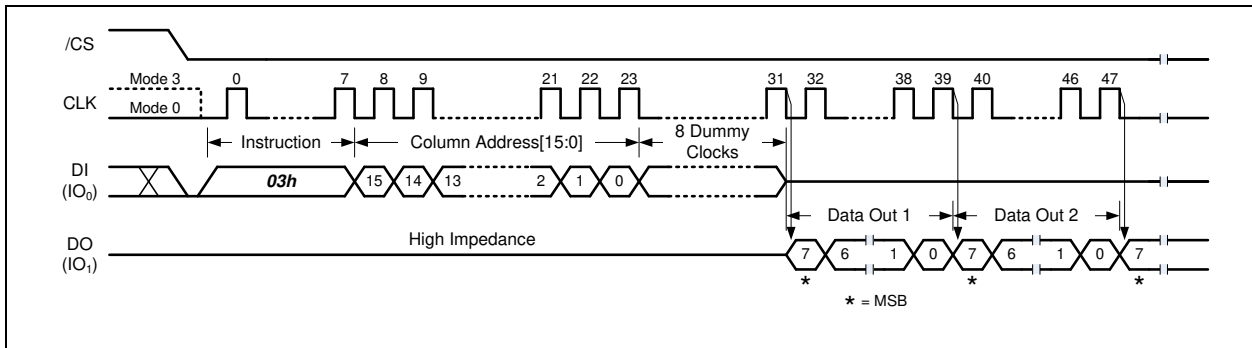 /CS
Mode 3 0 7 8 9 21 22 23 31 32 38 39 40 46 47
CLK Mode 0
Instruction Column Address[15:0] 8 Dummy
Clocks
DI
(IO0) 03h 15 14 13 2 1 0
Data Out 1 Data Out 2
DO High Impedance
(IO1) 7 6 1 0 7 6 1 0 7
* * *
* = MSB